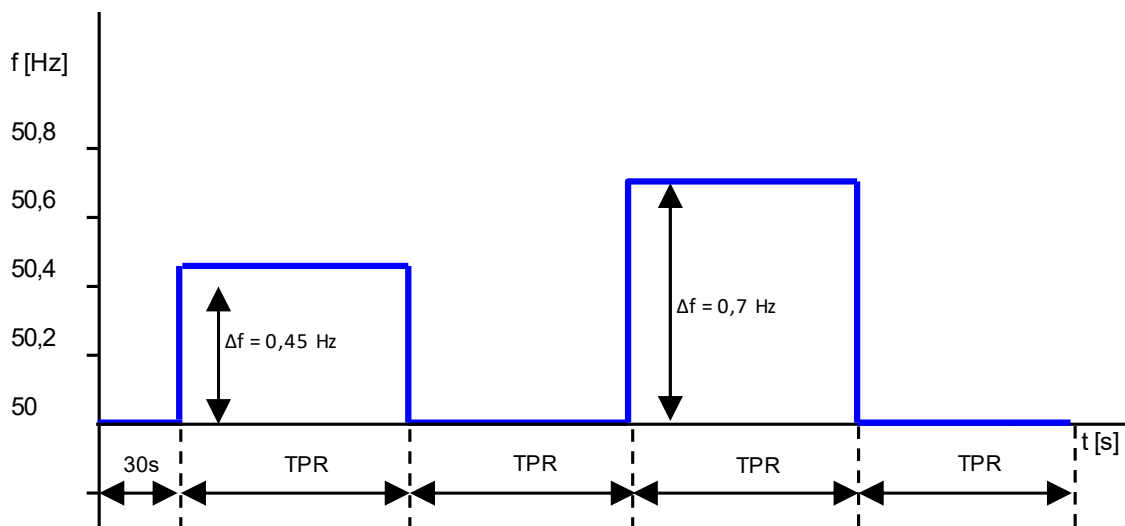 f [Hz]
50,8
50,6
50,4
50,2
50
Δf = 0,45 Hz
Δf = 0,7 Hz
t [s]
30s
TPR
TPR
TPR
TPR